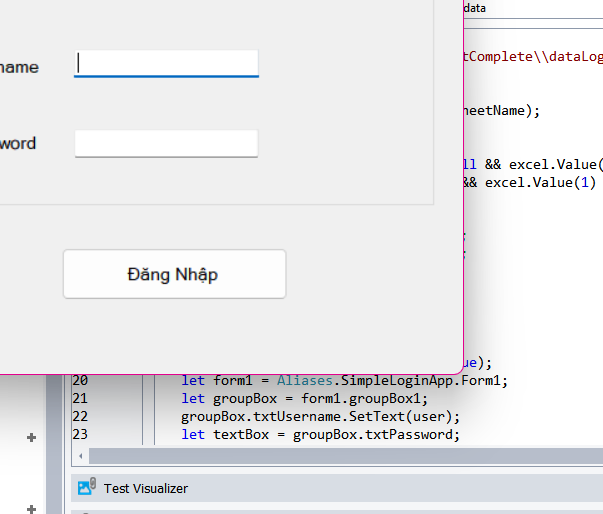 data
name
tComplete\\dataLog
neetName);
word
ll && excel.Value(
&& excel.Value(1)
;
;
Đăng Nhập
ue);
20 let form1 = Aliases.SimpleLoginApp.Form1;
21 let groupBox = form1.groupBox1;
22 groupBox.txtUsername.SetText(user);
23 let textBox = groupBox.txtPassword;
Test Visualizer